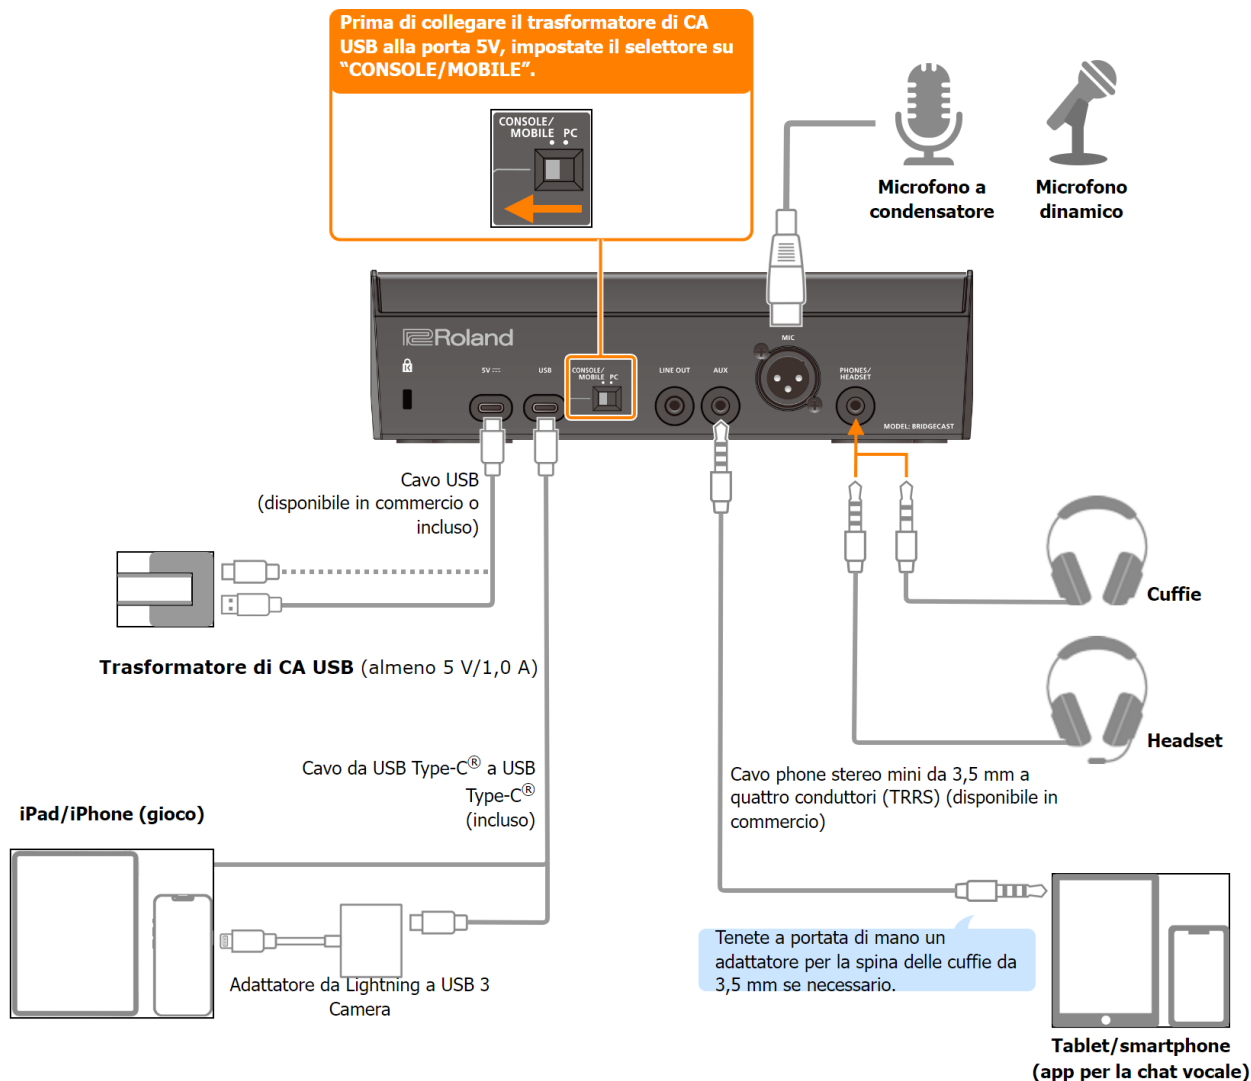 Prima di collegare il trasformatore di CA
USB alla porta 5V, impostate il selettore su
“CONSOLE/MOBILE”.
CONSOLE/
MOBILE PC
Microfono a
condensatore
Microfono
dinamico
Roland
K
5V
USB
CONSOLE/
MOBILE PC
LINE OUT
AUX
MIC
PHONES/
HEADSET
MODEL: BRIDGECAST
Cavo USB
(disponibile in commercio o
incluso)
Trasformatore di CA USB (almeno 5 V/1,0 A)
Cuffie
Headset
Cavo da USB Type-C® a USB
Type-C®
(incluso)
Cavo phone stereo mini da 3,5 mm a
quattro conduttori (TRRS) (disponibile in
commercio)
iPad/iPhone (gioco)
Adattatore da Lightning a USB 3
Camera
Tenete a portata di mano un
adattatore per la spina delle cuffie da
3,5 mm se necessario.
Tablet/smartphone
(app per la chat vocale)